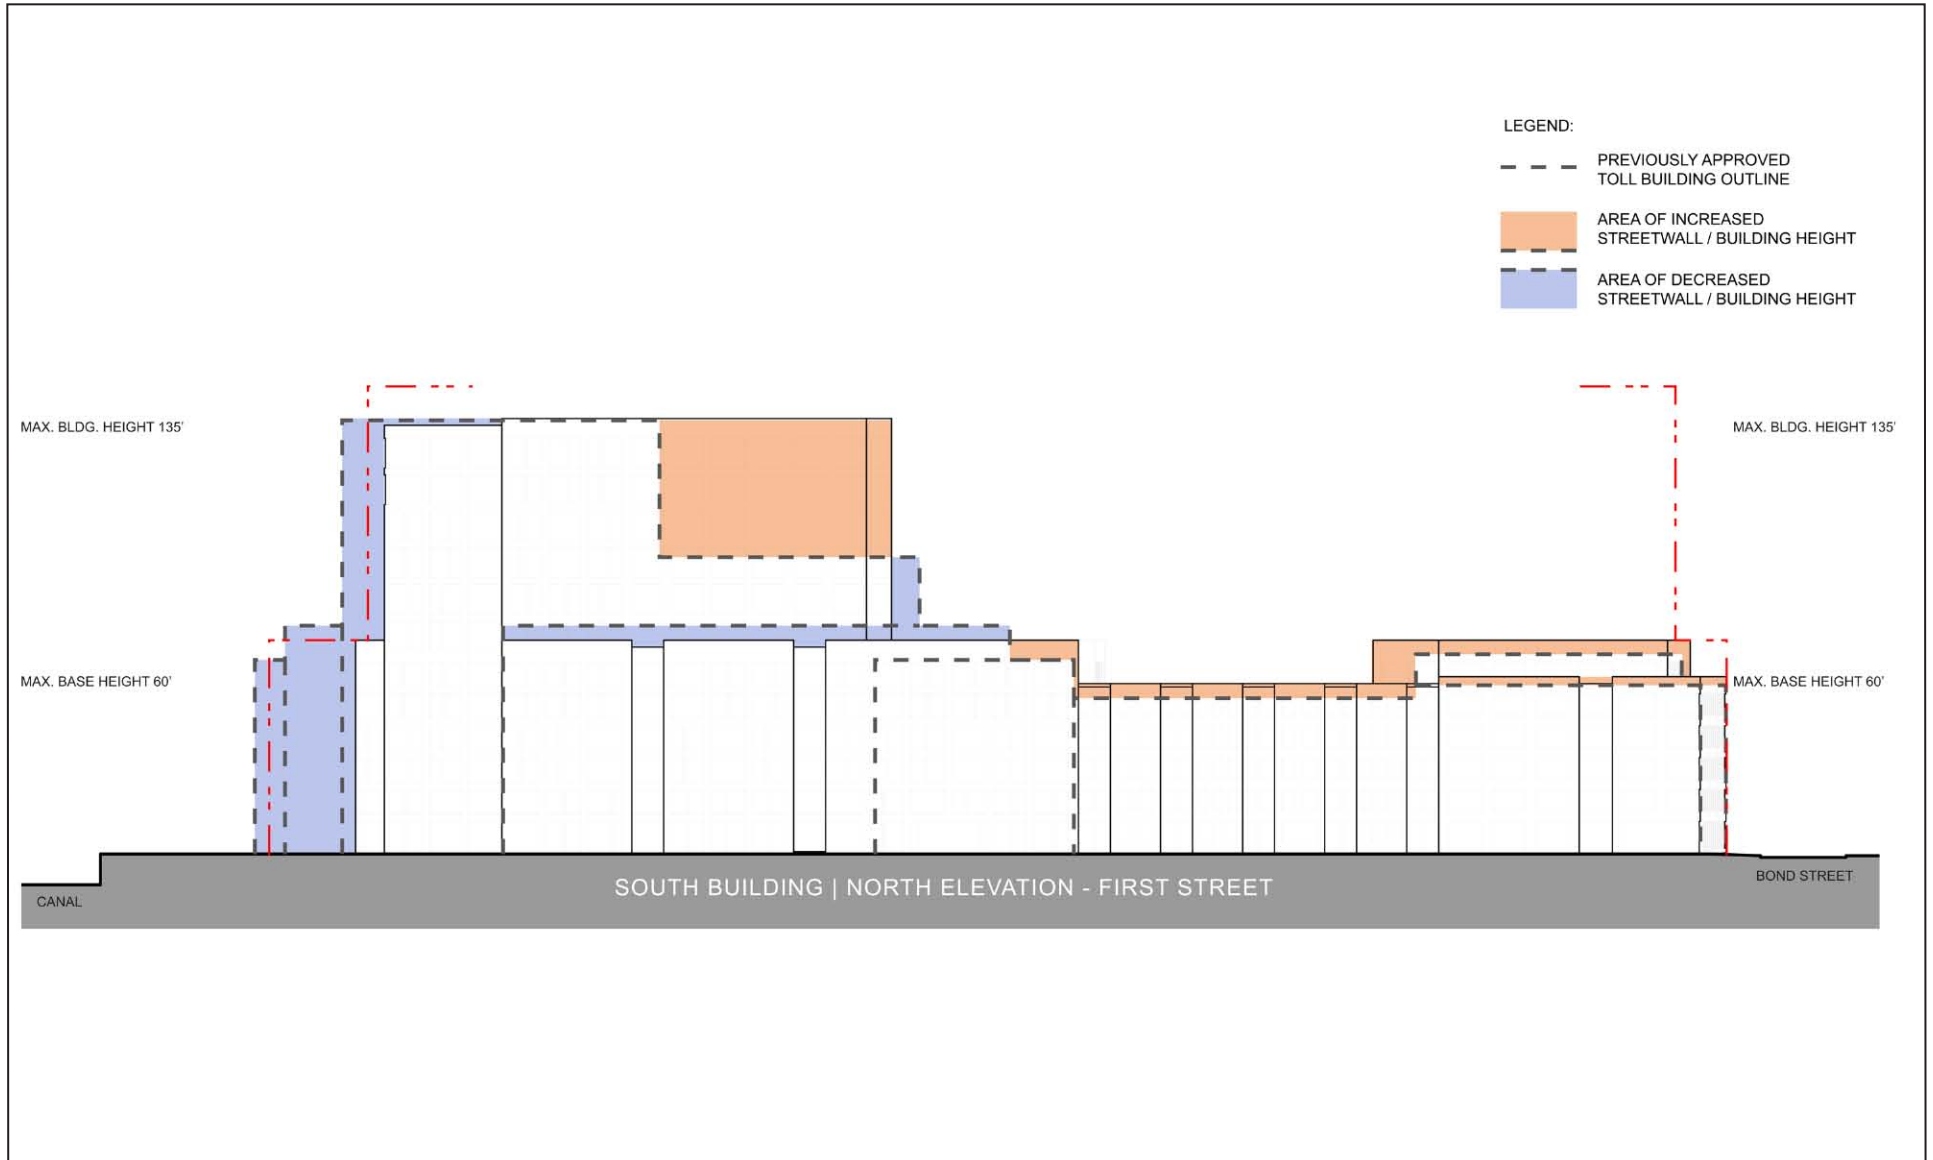 LEGEND:
PREVIOUSLY APPROVED
TOLL BUILDING OUTLINE
AREA OF INCREASED
STREETWALL / BUILDING HEIGHT
AREA OF DECREASED
STREETWALL / BUILDING HEIGHT
MAX. BLDG. HEIGHT 135'
MAX. BLDG. HEIGHT 135'
MAX. BASE HEIGHT 60'
MAX. BASE HEIGHT 60'
SOUTH BUILDING | NORTH ELEVATION - FIRST STREET
CANAL
BOND STREET